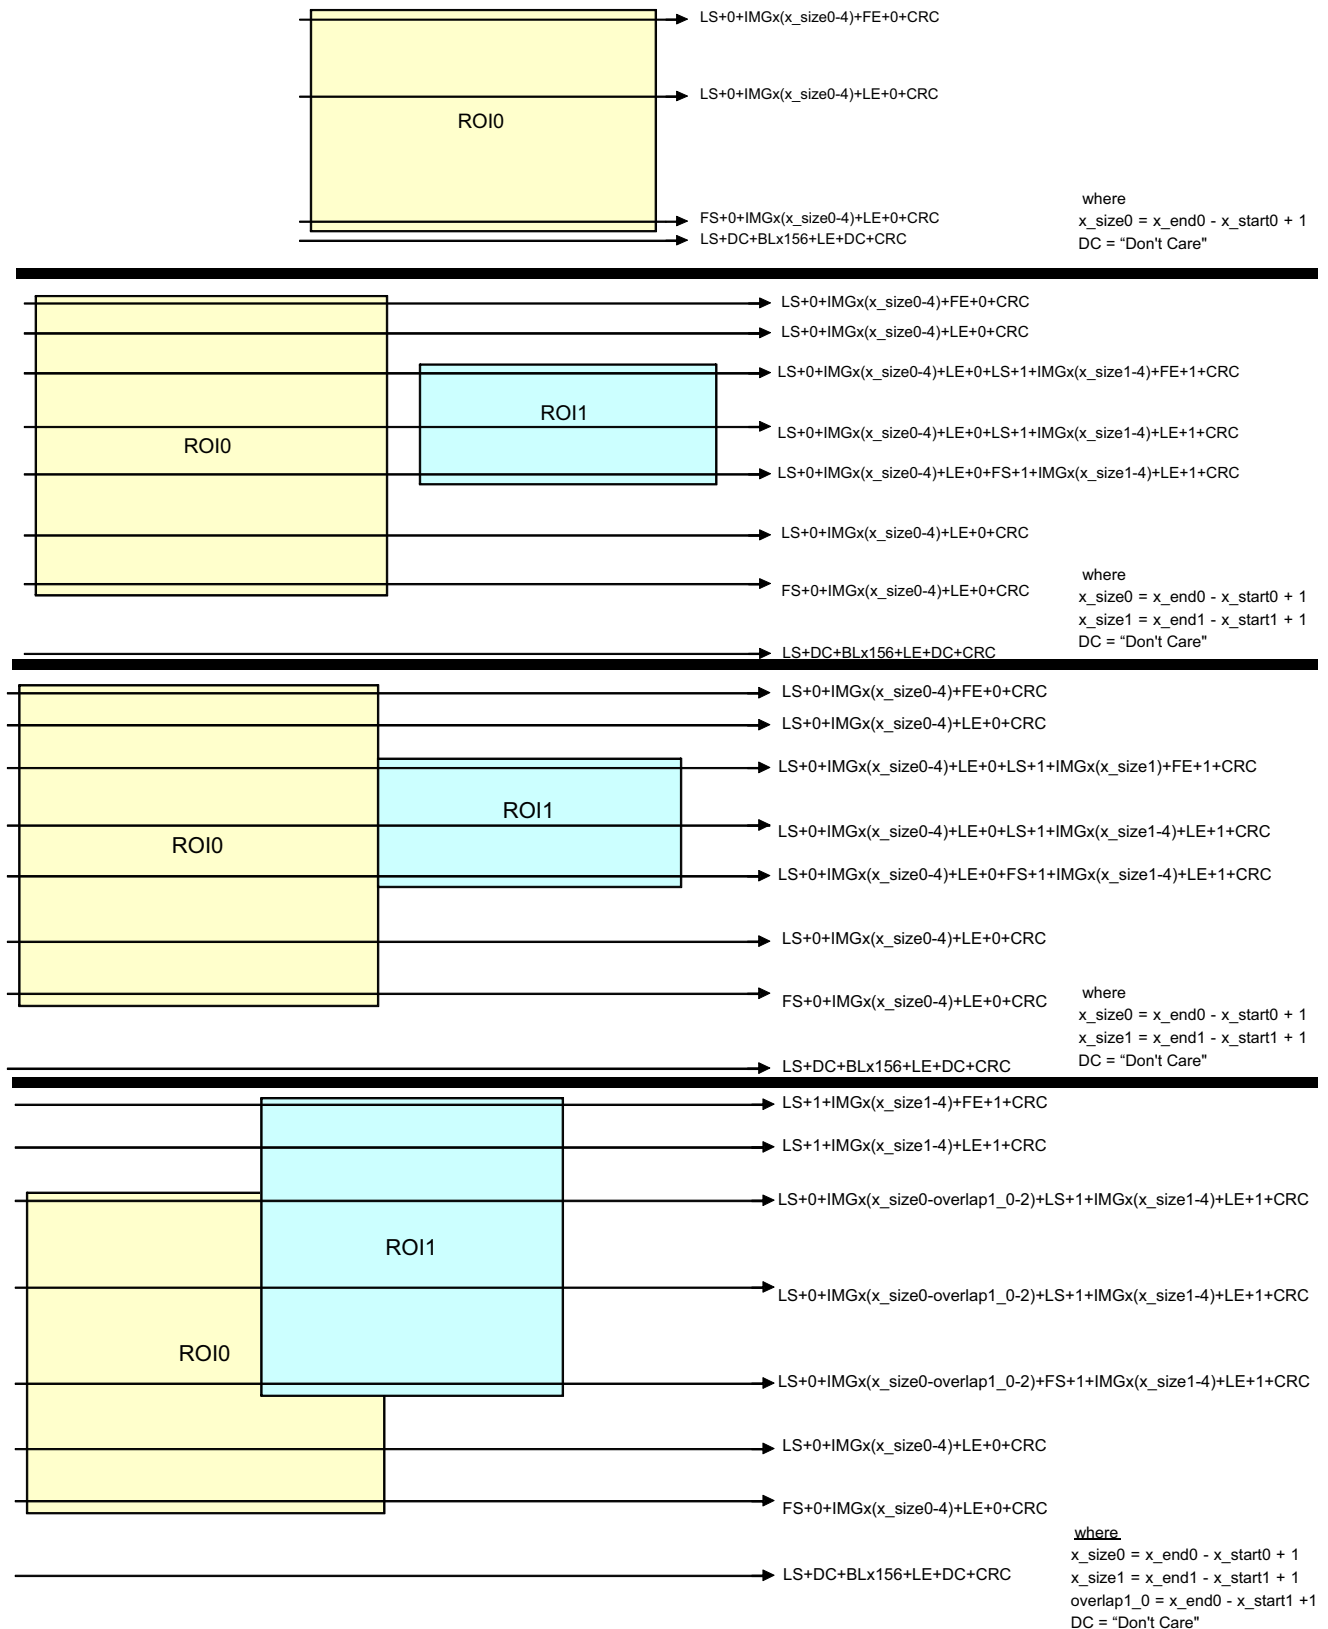 LS+0+IMGx(x_size0-4)+FE+0+CRC
LS+0+IMGx(x_size0-4)+LE+0+CRC
ROI0
FS+0+IMGx(x_size0-4)+LE+0+CRC
LS+DC+BLx156+LE+DC+CRC
where
x_size0 = x_end0 - x_start0 + 1
DC = “Don't Care"
LS+0+IMGx(x_size0-4)+FE+0+CRC
LS+0+IMGx(x_size0-4)+LE+0+CRC
LS+0+IMGx(x_size0-4)+LE+0+LS+1+IMGx(x_size1-4)+FE+1+CRC
ROI1
LS+0+IMGx(x_size0-4)+LE+0+LS+1+IMGx(x_size1-4)+LE+1+CRC
ROI0
LS+0+IMGx(x_size0-4)+LE+0+FS+1+IMGx(x_size1-4)+LE+1+CRC
LS+0+IMGx(x_size0-4)+LE+0+CRC
FS+0+IMGx(x_size0-4)+LE+0+CRC
where
x_size0 = x_end0 - x_start0 + 1
x_size1 = x_end1 - x_start1 + 1
DC = “Don't Care"
LS+DC+BLx156+LE+DC+CRC
LS+0+IMGx(x_size0-4)+FE+0+CRC
LS+0+IMGx(x_size0-4)+LE+0+CRC
LS+0+IMGx(x_size0-4)+LE+0+LS+1+IMGx(x_size1)+FE+1+CRC
ROI1
LS+0+IMGx(x_size0-4)+LE+0+LS+1+IMGx(x_size1-4)+LE+1+CRC
ROI0
LS+0+IMGx(x_size0-4)+LE+0+FS+1+IMGx(x_size1-4)+LE+1+CRC
LS+0+IMGx(x_size0-4)+LE+0+CRC
FS+0+IMGx(x_size0-4)+LE+0+CRC
where
x_size0 = x_end0 - x_start0 + 1
x_size1 = x_end1 - x_start1 + 1
DC = “Don't Care"
LS+DC+BLx156+LE+DC+CRC
LS+1+IMGx(x_size1-4)+FE+1+CRC
LS+1+IMGx(x_size1-4)+LE+1+CRC
LS+0+IMGx(x_size0-overlap1_0-2)+LS+1+IMGx(x_size1-4)+LE+1+CRC
ROI1
LS+0+IMGx(x_size0-overlap1_0-2)+LS+1+IMGx(x_size1-4)+LE+1+CRC
ROI0
LS+0+IMGx(x_size0-overlap1_0-2)+FS+1+IMGx(x_size1-4)+LE+1+CRC
LS+0+IMGx(x_size0-4)+LE+0+CRC
FS+0+IMGx(x_size0-4)+LE+0+CRC
LS+DC+BLx156+LE+DC+CRC
where
x_size0 = x_end0 - x_start0 + 1
x_size1 = x_end1 - x_start1 + 1
overlap1_0 = x_end0 - x_start1 +1
DC = “Don't Care"